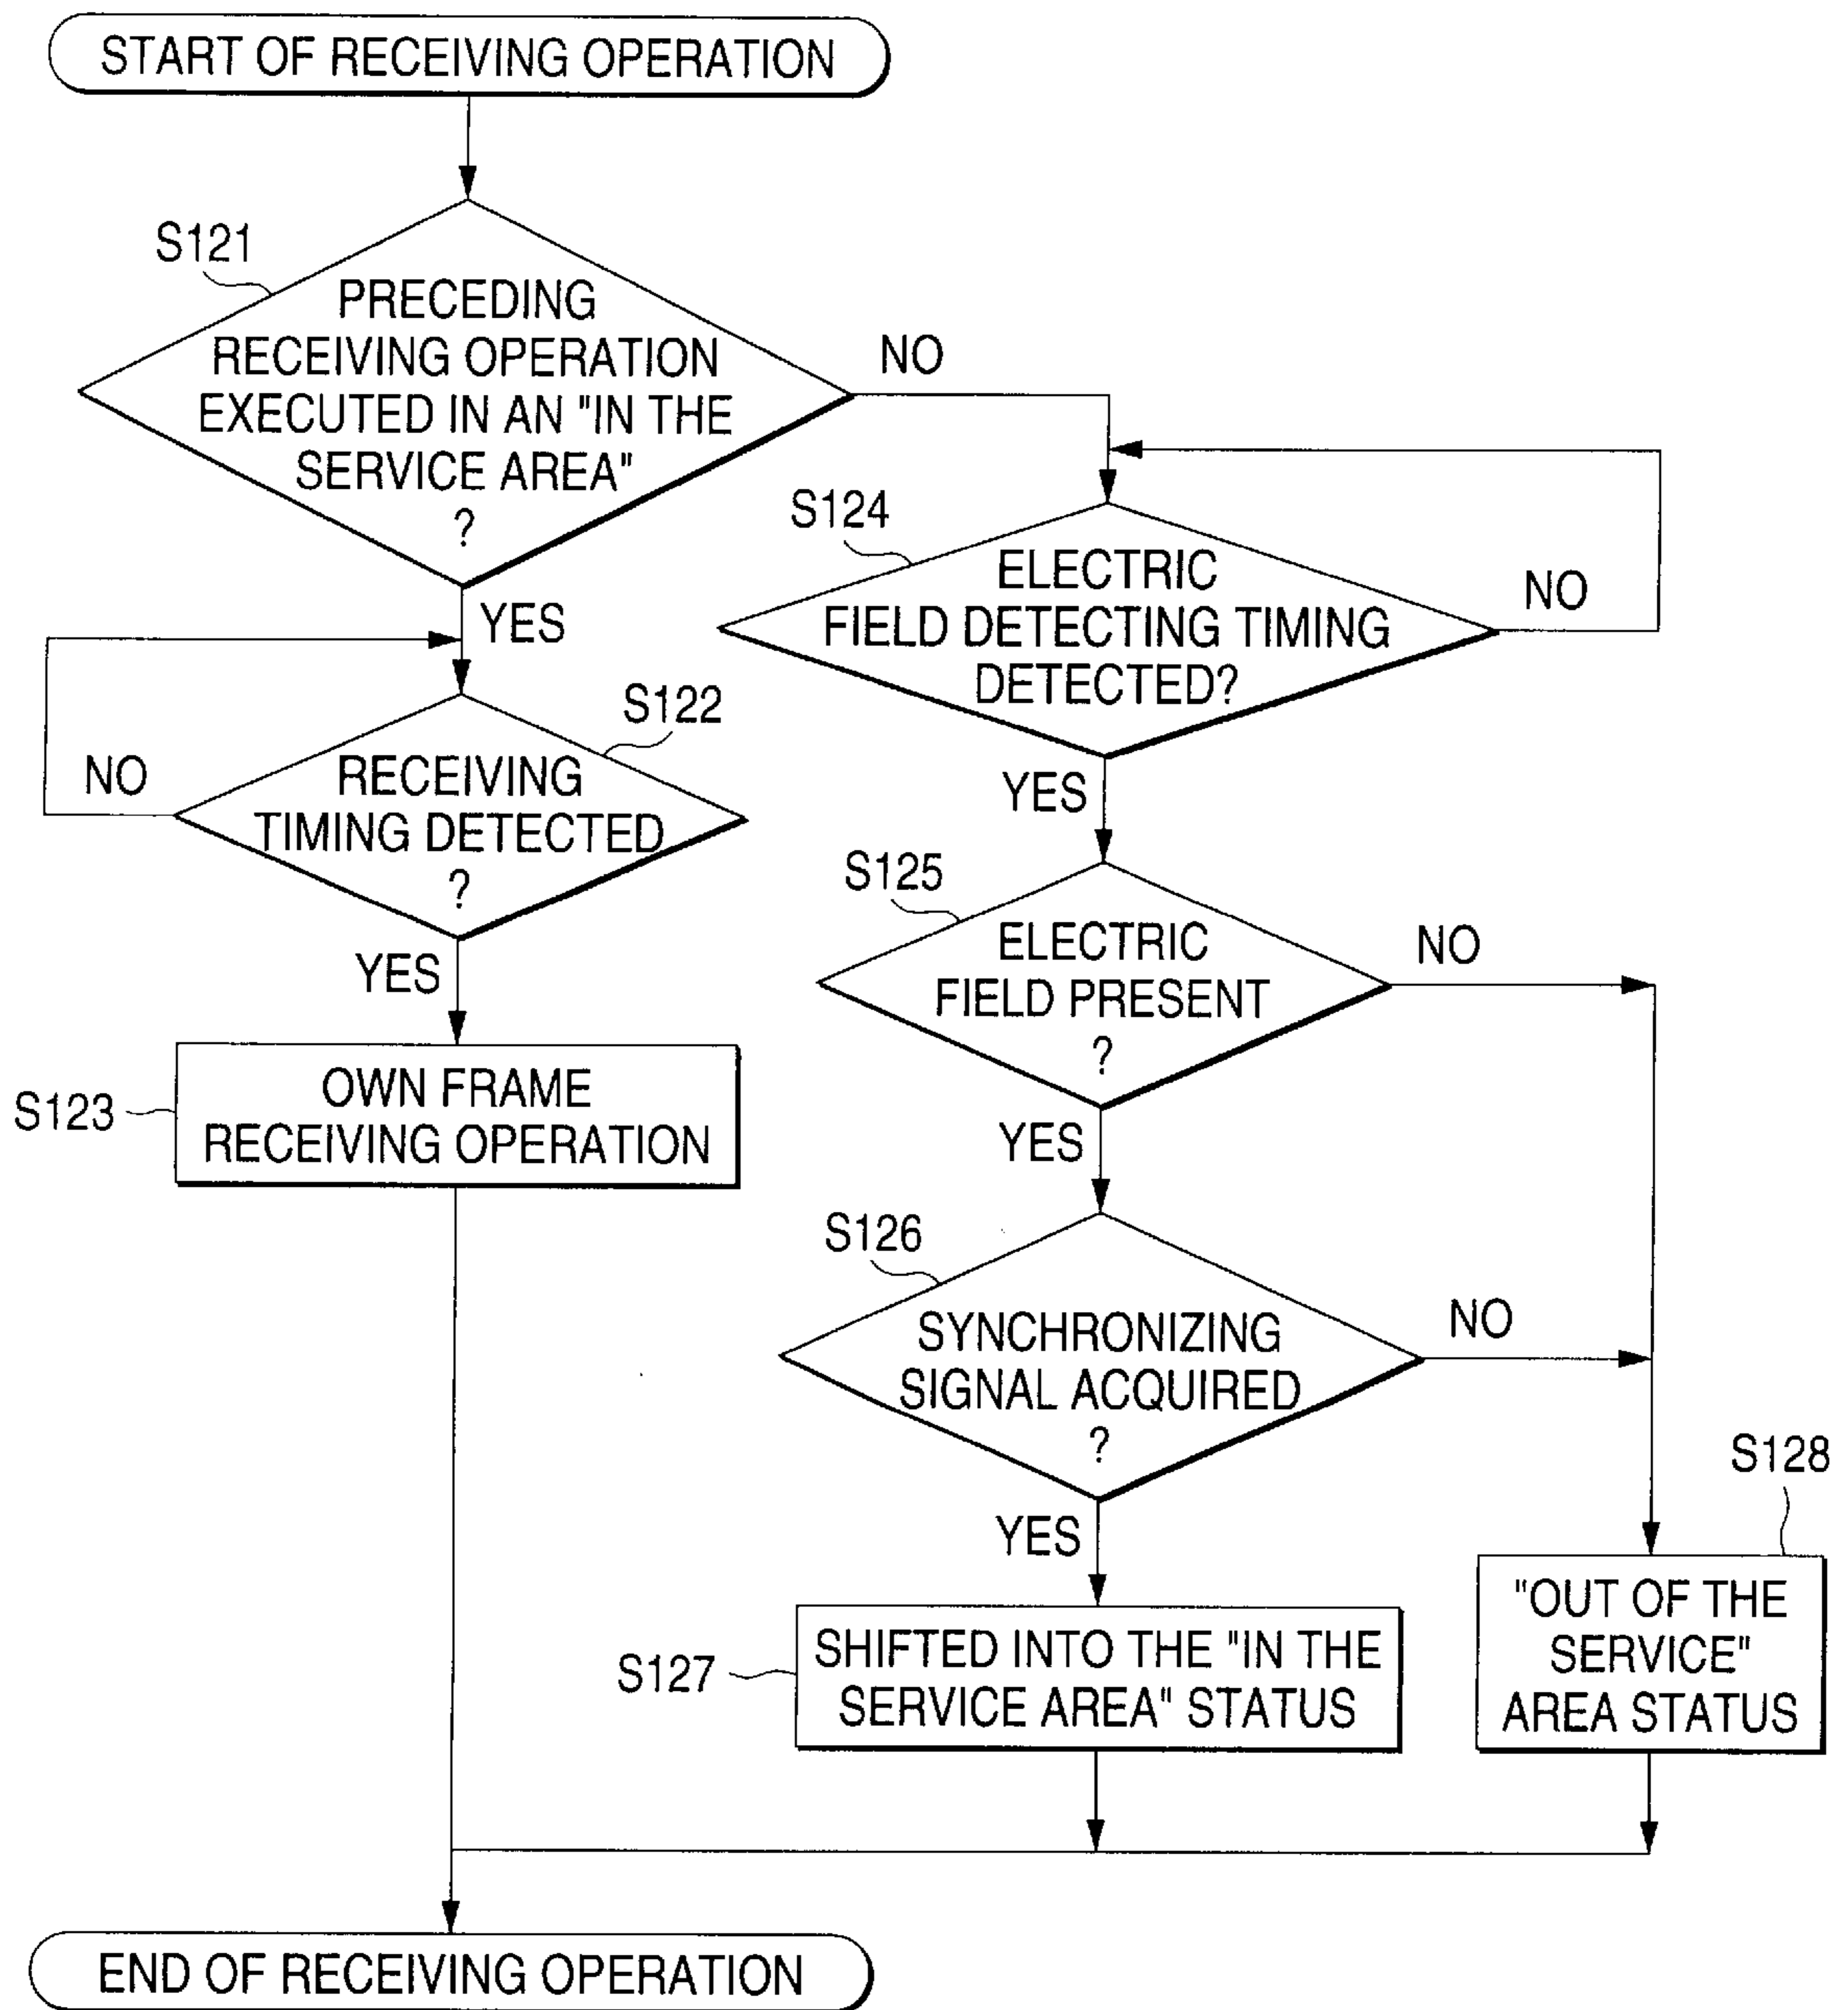 START OF RECEIVING OPERATION
S121
PRECEDING
RECEIVING OPERATION
EXECUTED IN AN "IN THE
SERVICE AREA"
?
NO
YES
S122
RECEIVING
TIMING DETECTED
?
NO
YES
S123
OWN FRAME
RECEIVING OPERATION
S124
ELECTRIC
FIELD DETECTING TIMING
DETECTED?
NO
YES
S125
ELECTRIC
FIELD PRESENT
?
NO
YES
S126
SYNCHRONIZING
SIGNAL ACQUIRED
?
NO
YES
S127
SHIFTED INTO THE "IN THE
SERVICE AREA" STATUS
S128
"OUT OF THE
SERVICE"
AREA STATUS
END OF RECEIVING OPERATION